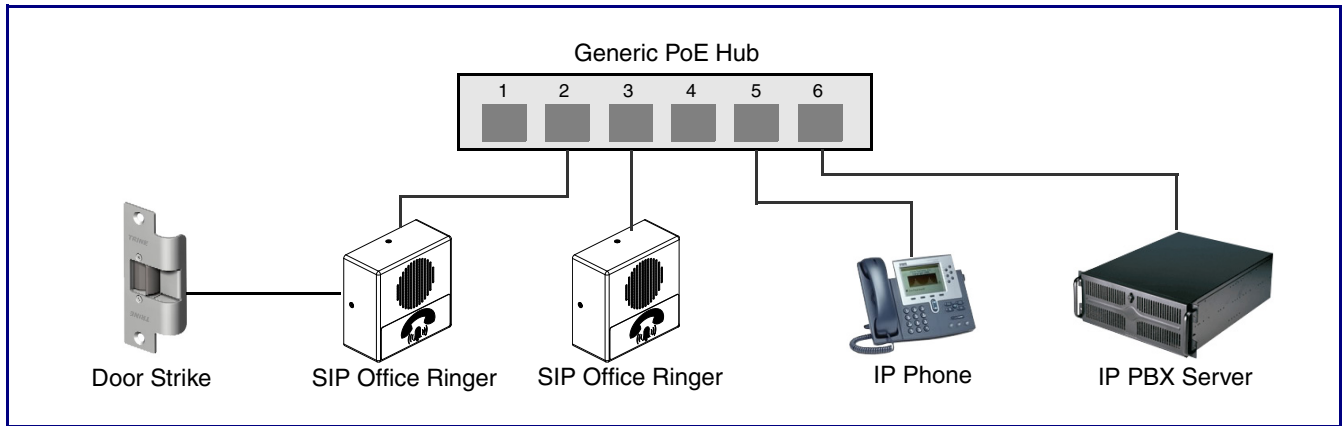 Generic PoE Hub
1 2 3 4 5 6
Door Strike
SIP Office Ringer
SIP Office Ringer
IP Phone
IP PBX Server